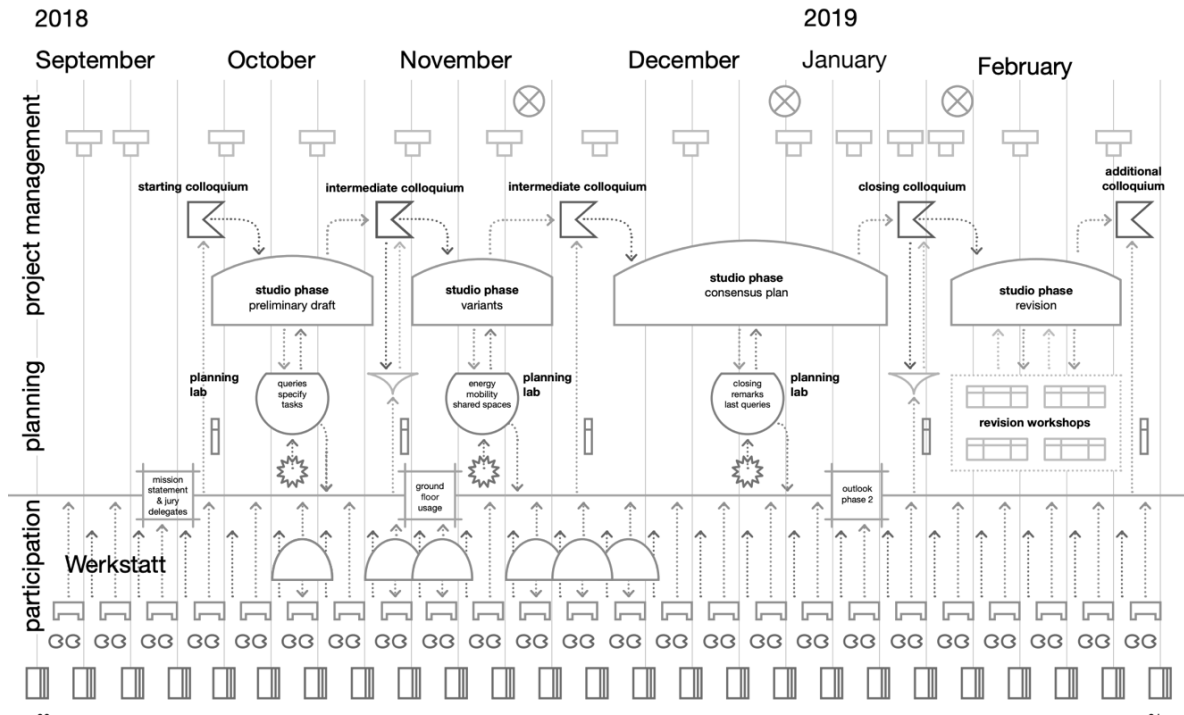 2018
2019
September
October
November
December
January
February
project management
planning
participation
starting colloquium
intermediate colloquium
intermediate colloquium
closing colloquium
additional
colloquium
studio phase
preliminary draft
studio phase
variants
studio phase
consensus plan
studio phase
revision
planning
lab
queries
specify
tasks
energy
mobility
shared spaces
planning
lab
closing
remarks
last queries
planning
lab
revision workshops
mission
statement
& jury
delegates
ground
floor
usage
outlook
phase 2
Werkstatt